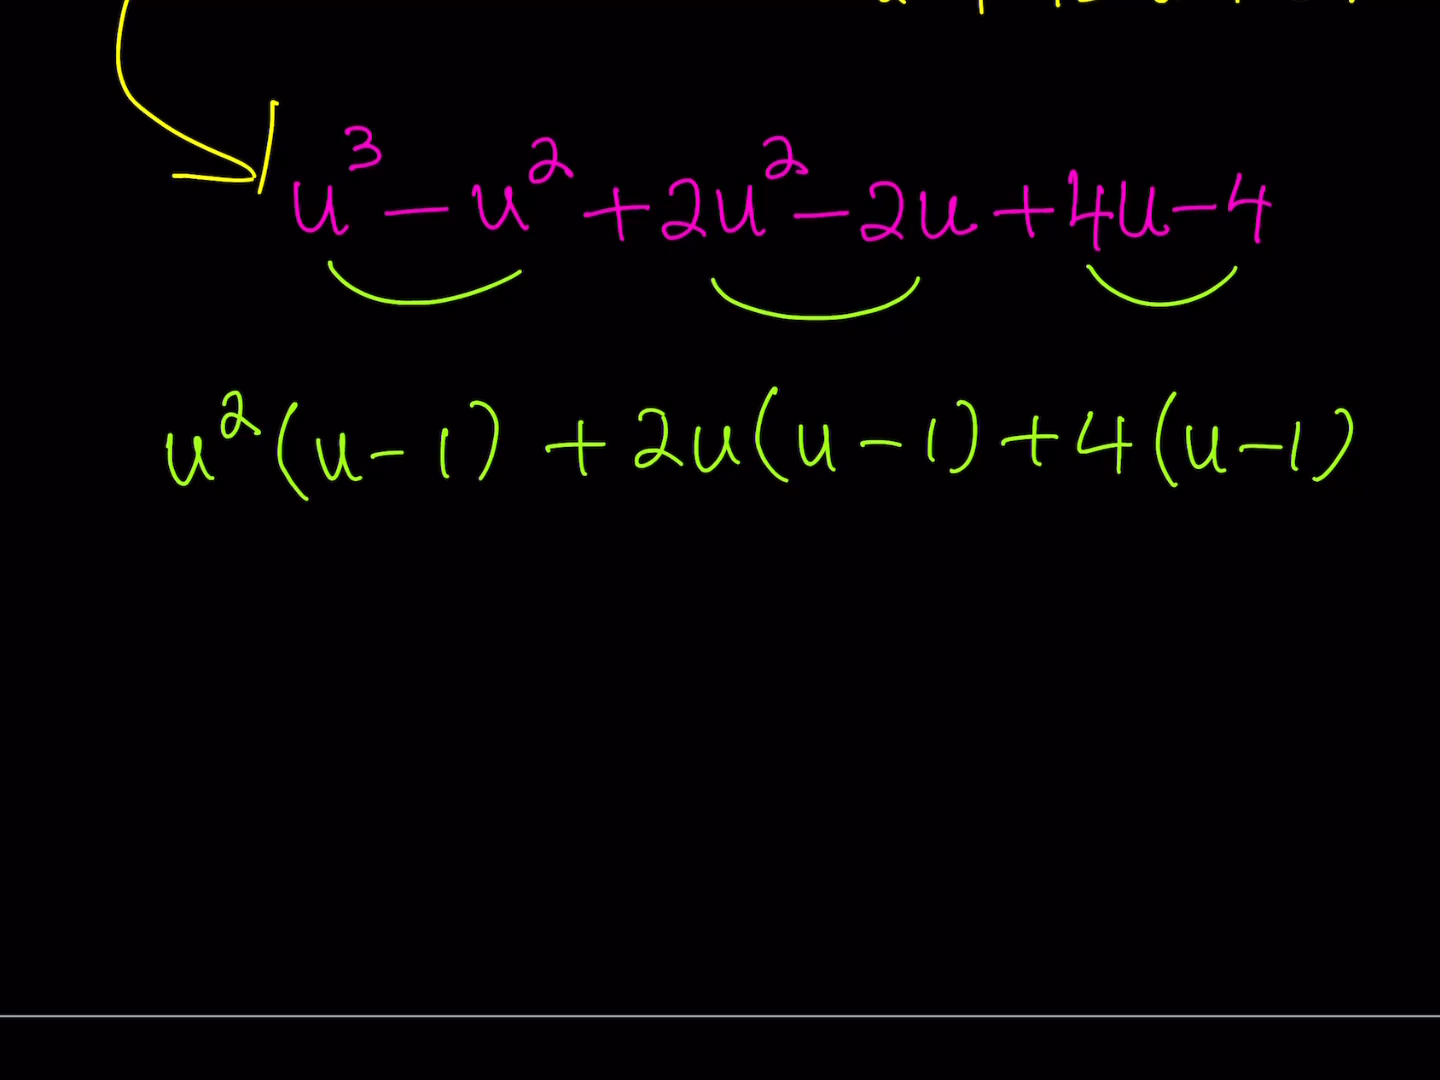 u³ - u² + 2u² - 2u + 4u - 4
u²(u - 1) + 2u(u - 1) + 4(u - 1)